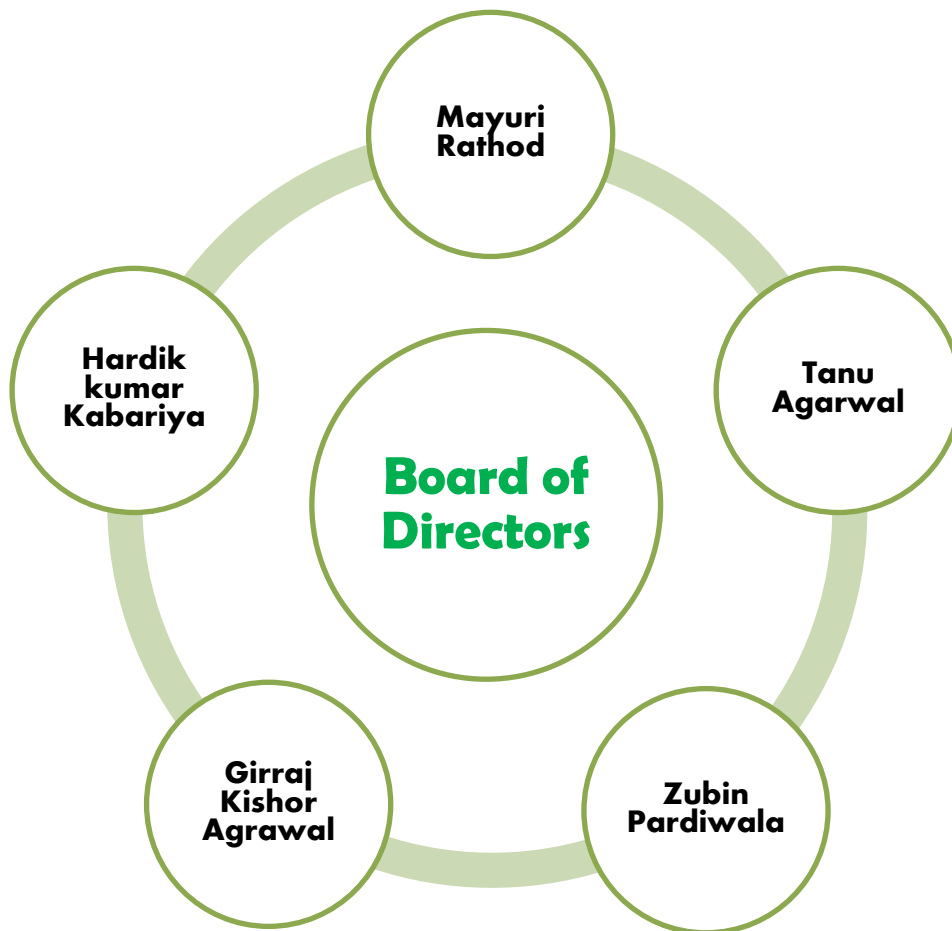 Mayuri
Rathod
Hardik
kumar
Kabariya
Tanu
Agarwal
Board of
Directors
Girraj
Kishor
Agrawal
Zubin
Pardiwala